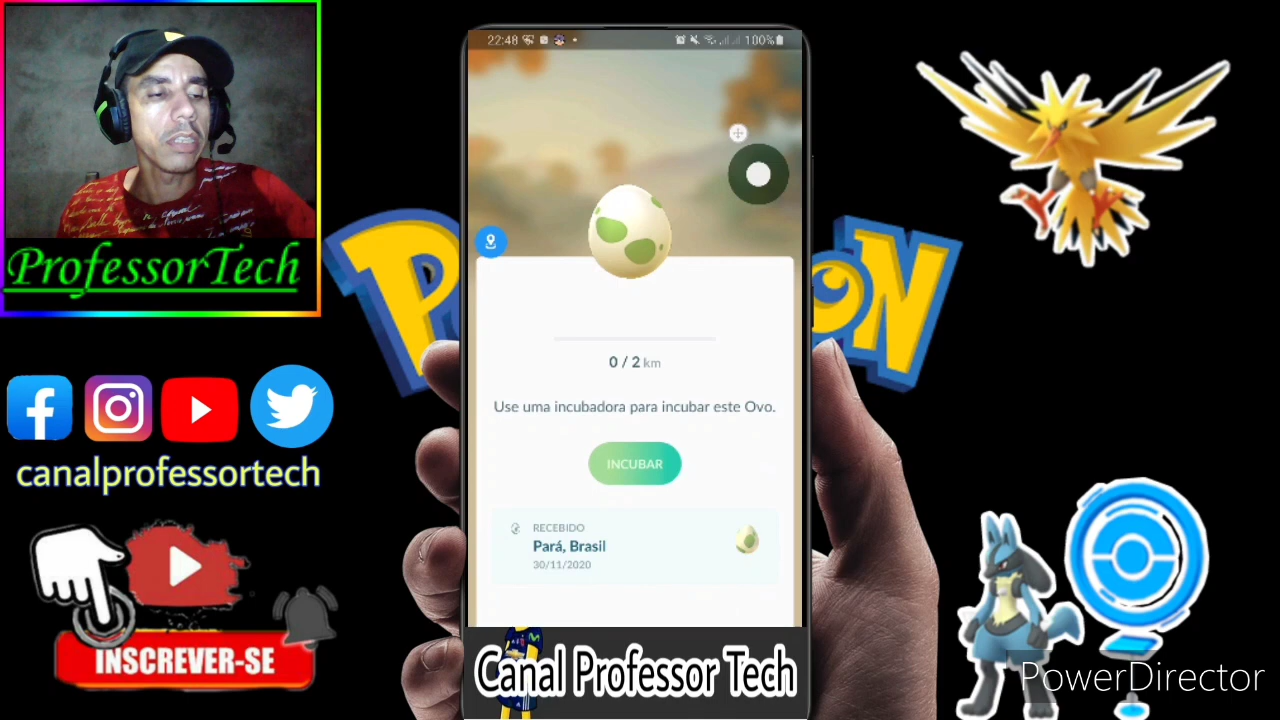 22:48
100%
ProfessorTech
P
ON
0 / 2 km
Use uma incubadora para incubar este Ovo.
INCUBAR
RECEBIDO
Pará, Brasil
30/11/2020
canalprofessortech
INSCREVER-SE
Canal Professor Tech
PowerDirector